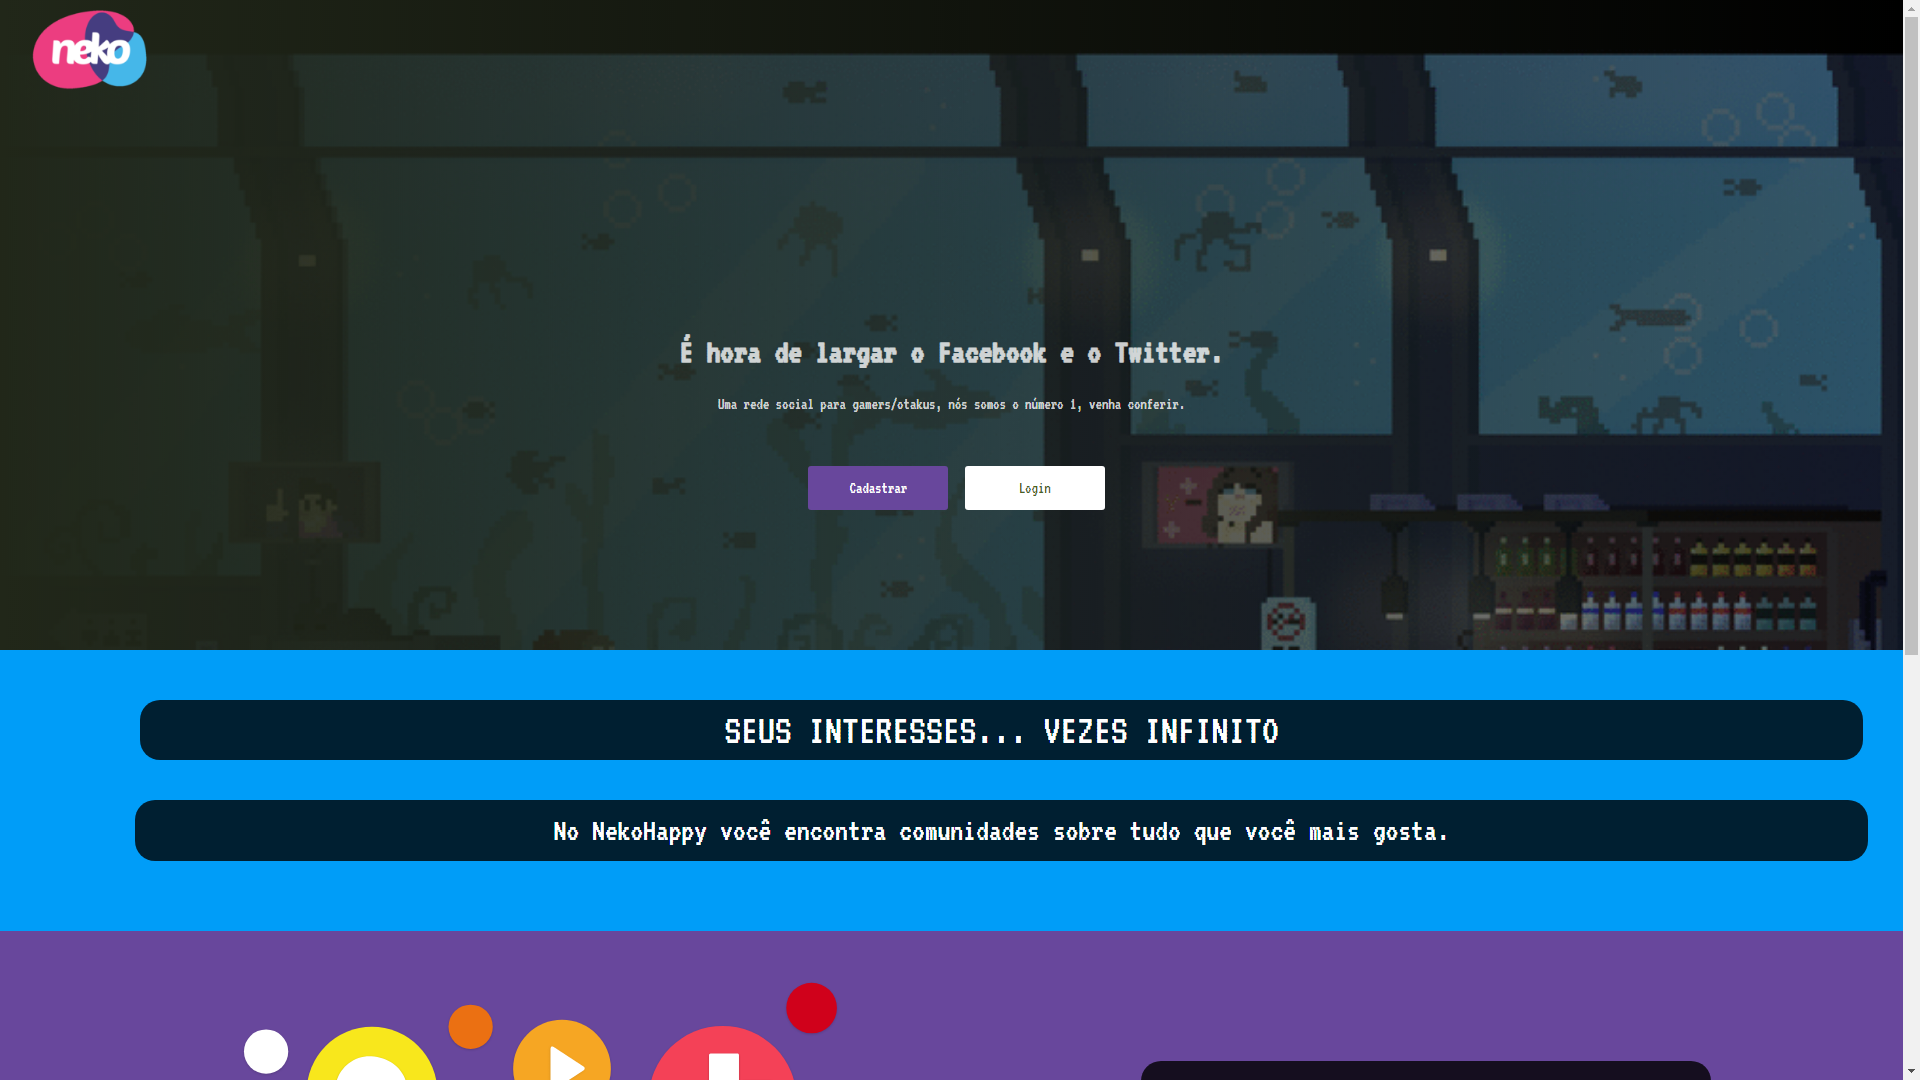 neko
É hora de largar o Facebook e o Twitter.
Uma rede social para gamers/otakus, nós somos o número 1, venha conferir.
Cadastrar
Login
SEUS INTERESSES... VEZES INFINITO
No NekoHappy você encontra comunidades sobre tudo que você mais gosta.